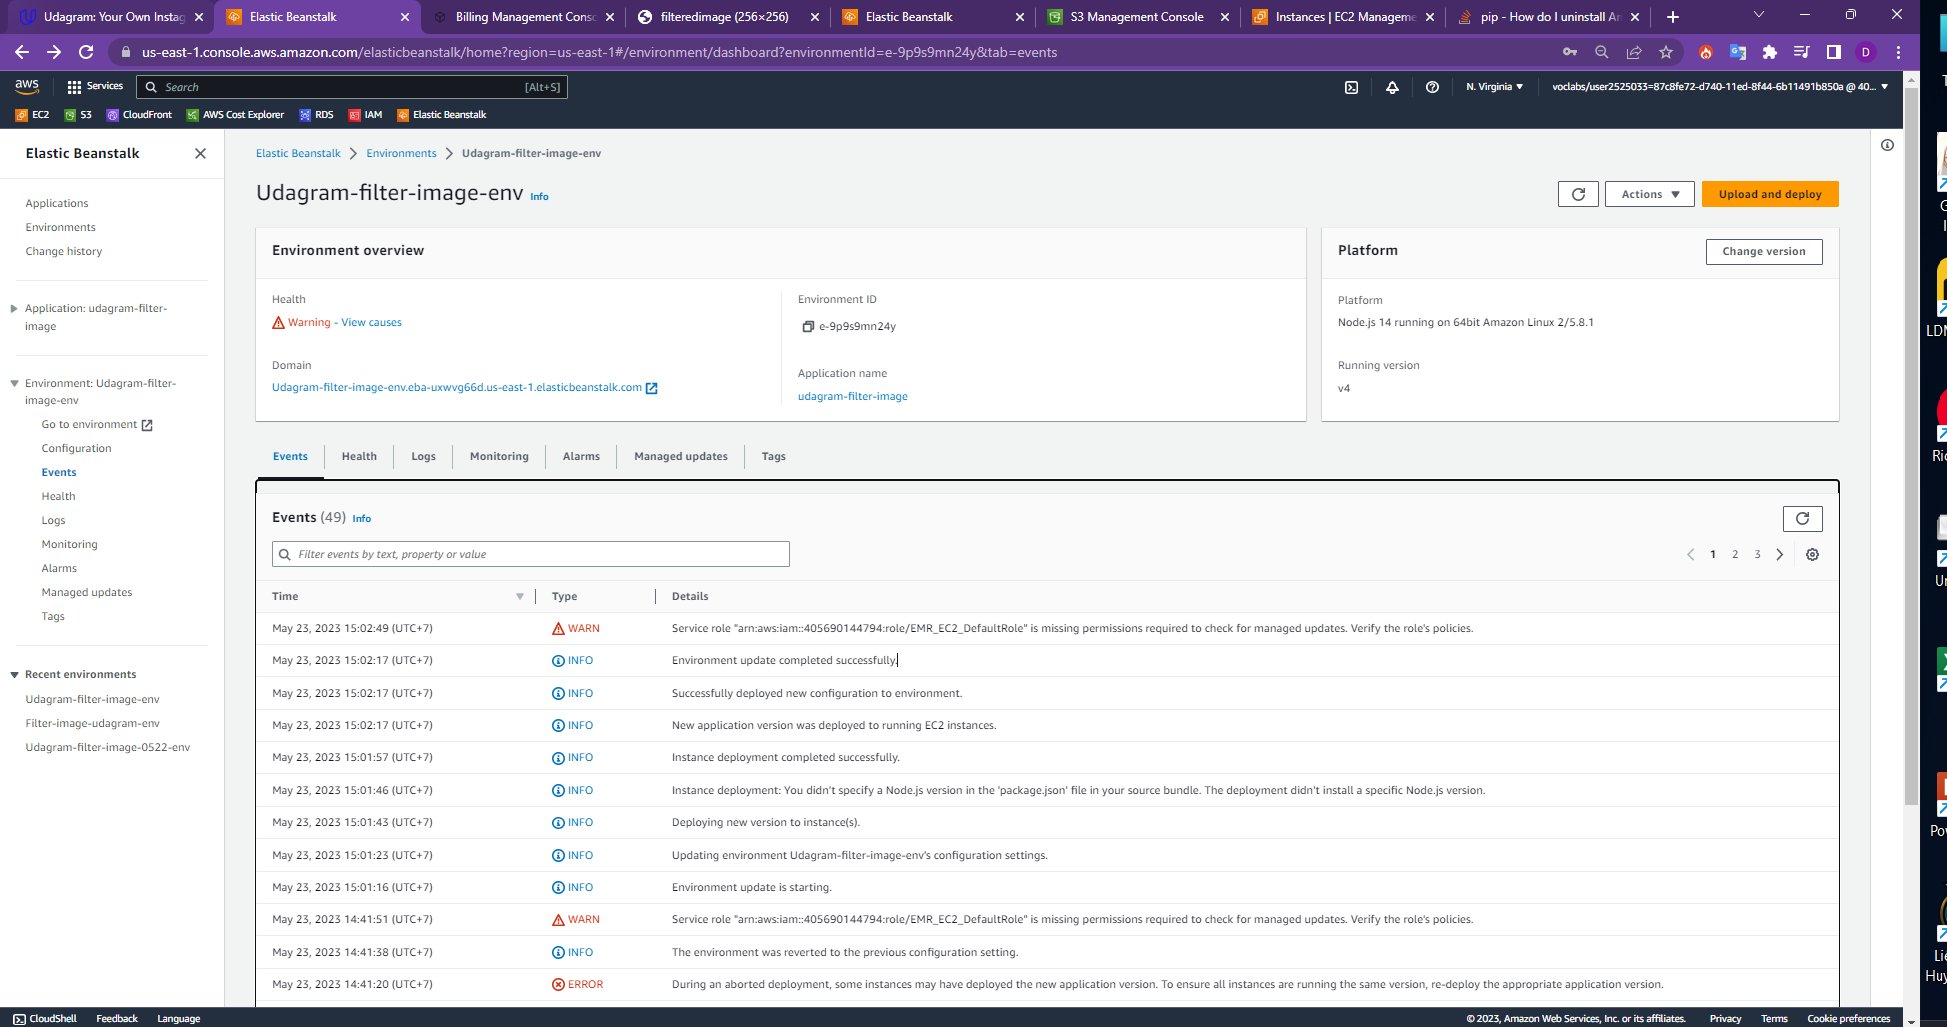 Udagram: Your Own Instag
Elastic Beanstalk
Billing Management Conso
filteredimage (256×256)
Elastic Beanstalk
S3 Management Console
Instances | EC2 Manageme
pip - How do I uninstall An
us-east-1.console.aws.amazon.com/elasticbeanstalk/home?region=us-east-1#/environment/dashboard?environmentId=e-9p9s9mn24y&tab=events
D
aws
Services
Search
[Alt+S]
N. Virginia
voclabs/user2525033=87c8fe72-d740-11ed-8f44-6b11491b850a @ 40...
EC2
S3
CloudFront
AWS Cost Explorer
RDS
IAM
Elastic Beanstalk
Elastic Beanstalk
Applications
Environments
Change history
Application: udagram-filter-
image
Environment: Udagram-filter-
image-env
Go to environment
Configuration
Events
Health
Logs
Monitoring
Alarms
Managed updates
Tags
Recent environments
Udagram-filter-image-env
Filter-image-udagram-env
Udagram-filter-image-0522-env
Elastic Beanstalk
Environments
Udagram-filter-image-env
Udagram-filter-image-env Info
Actions
Upload and deploy
Environment overview
Health
Warning - View causes
Domain
Udagram-filter-image-env.eba-uxwvg66d.us-east-1.elasticbeanstalk.com
Environment ID
e-9p9s9mn24y
Application name
udagram-filter-image
Platform
Change version
Platform
Node.js 14 running on 64bit Amazon Linux 2/5.8.1
Running version
v4
Events
Health
Logs
Monitoring
Alarms
Managed updates
Tags
Events (49) Info
Filter events by text, property or value
1 2 3
Time Type Details
May 23, 2023 15:02:49 (UTC+7) WARN Service role "arn:aws:iam::405690144794:role/EMR_EC2_DefaultRole" is missing permissions required to check for managed updates. Verify the role's policies.
May 23, 2023 15:02:17 (UTC+7) INFO Environment update completed successfully.
May 23, 2023 15:02:17 (UTC+7) INFO Successfully deployed new configuration to environment.
May 23, 2023 15:02:17 (UTC+7) INFO New application version was deployed to running EC2 instances.
May 23, 2023 15:01:57 (UTC+7) INFO Instance deployment completed successfully.
May 23, 2023 15:01:46 (UTC+7) INFO Instance deployment: You didn't specify a Node.js version in the 'package.json' file in your source bundle. The deployment didn't install a specific Node.js version.
May 23, 2023 15:01:43 (UTC+7) INFO Deploying new version to instance(s).
May 23, 2023 15:01:23 (UTC+7) INFO Updating environment Udagram-filter-image-env's configuration settings.
May 23, 2023 15:01:16 (UTC+7) INFO Environment update is starting.
May 23, 2023 14:41:51 (UTC+7) WARN Service role "arn:aws:iam::405690144794:role/EMR_EC2_DefaultRole" is missing permissions required to check for managed updates. Verify the role's policies.
May 23, 2023 14:41:38 (UTC+7) INFO The environment was reverted to the previous configuration setting.
May 23, 2023 14:41:20 (UTC+7) ERROR During an aborted deployment, some instances may have deployed the new application version. To ensure all instances are running the same version, re-deploy the appropriate application version.
CloudShell
Feedback
Language
© 2023, Amazon Web Services, Inc. or its affiliates.
Privacy
Terms
Cookie preferences